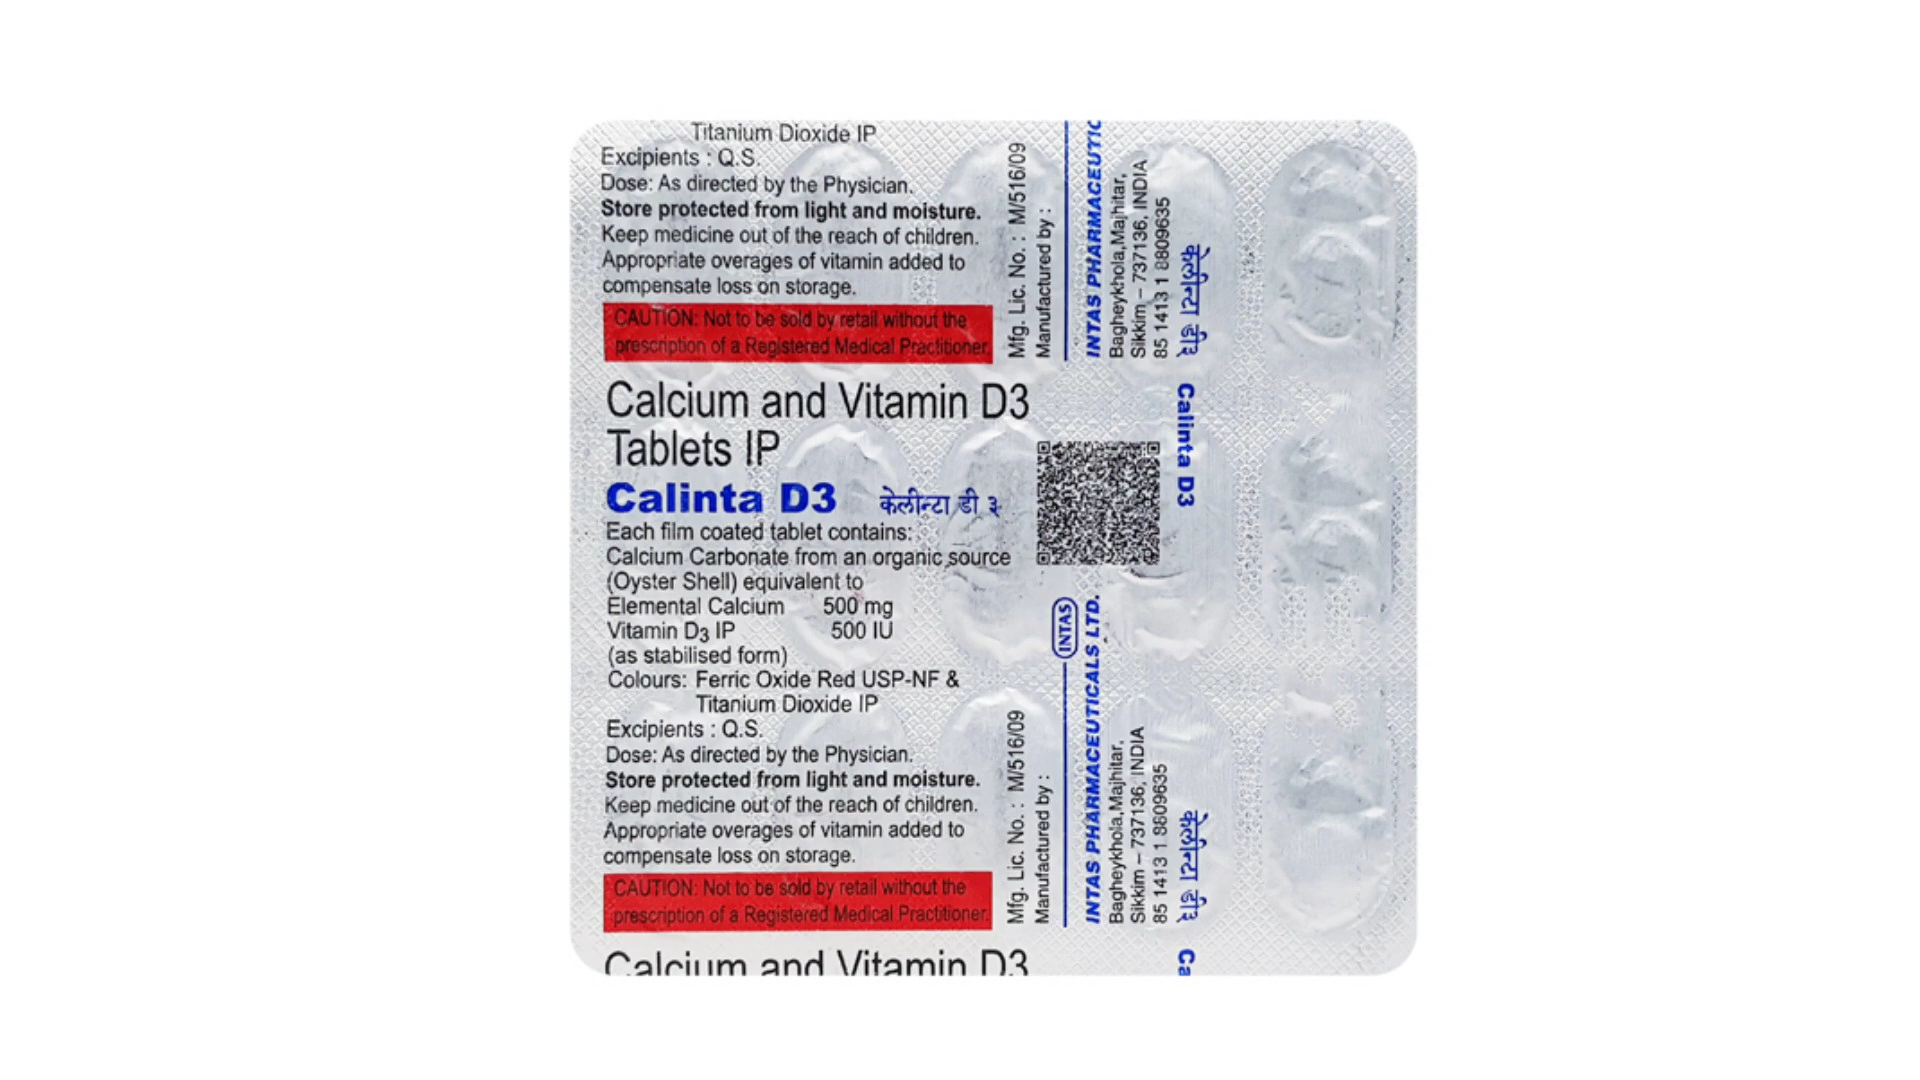 Titanium Dioxide IP
Excipients : Q.S.
Dose: As directed by the Physician.
Store protected from light and moisture.
Keep medicine out of the reach of children.
Appropriate overages of vitamin added to
compensate loss on storage.
CAUTION: Not to be sold by retail without the
prescription of a Registered Medical Practitioner.
Mfg. Lic. No. : M/516/09
Manufactured by :
INTAS PHARMACEUTIC
Bagheykhola,Majhitar,
Sikkim – 737136, INDIA
85 1413 1 8809635
केलीन्टा डी ३
Calcium and Vitamin D3
Tablets IP
Calinta D3 केलीन्टा डी ३
Each film coated tablet contains:
Calcium Carbonate from an organic source
(Oyster Shell) equivalent to
Elemental Calcium 500 mg
Vitamin D3 IP 500 IU
(as stabilised form)
Colours: Ferric Oxide Red USP-NF &
Titanium Dioxide IP
Excipients : Q.S.
Dose: As directed by the Physician.
Store protected from light and moisture.
Keep medicine out of the reach of children.
Appropriate overages of vitamin added to
compensate loss on storage.
CAUTION: Not to be sold by retail without the
prescription of a Registered Medical Practitioner.
Calinta D3
Mfg. Lic. No. : M/516/09
Manufactured by :
INTAS
INTAS PHARMACEUTICALS LTD.
Bagheykhola,Majhitar,
Sikkim – 737136, INDIA
85 1413 1 8809635
केलीन्टा डी ३
Calcium and Vitamin D3
Ca